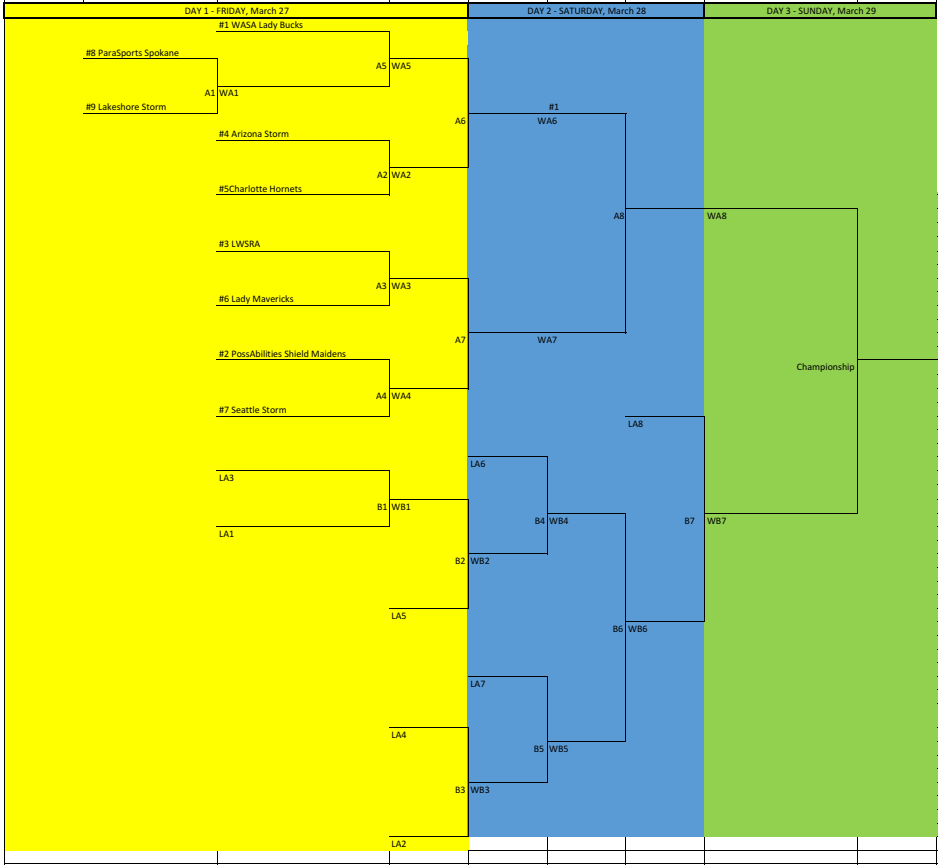 DAY 1 - FRIDAY, March 27
DAY 2 - SATURDAY, March 28
DAY 3 - SUNDAY, March 29
#1 WASA Lady Bucks
#8 ParaSports Spokane
A5 WA5
A1 WA1
#9 Lakeshore Storm
#1
A6
WA6
#4 Arizona Storm
A2 WA2
#5Charlotte Hornets
A8
WA8
#3 LWSRA
A3 WA3
#6 Lady Mavericks
A7
WA7
#2 PossAbilities Shield Maidens
Championship
A4 WA4
#7 Seattle Storm
LA8
LA6
LA3
B1 WB1
B4 WB4
B7 WB7
LA1
B2 WB2
LA5
B6 WB6
LA7
LA4
B5 WB5
B3 WB3
LA2